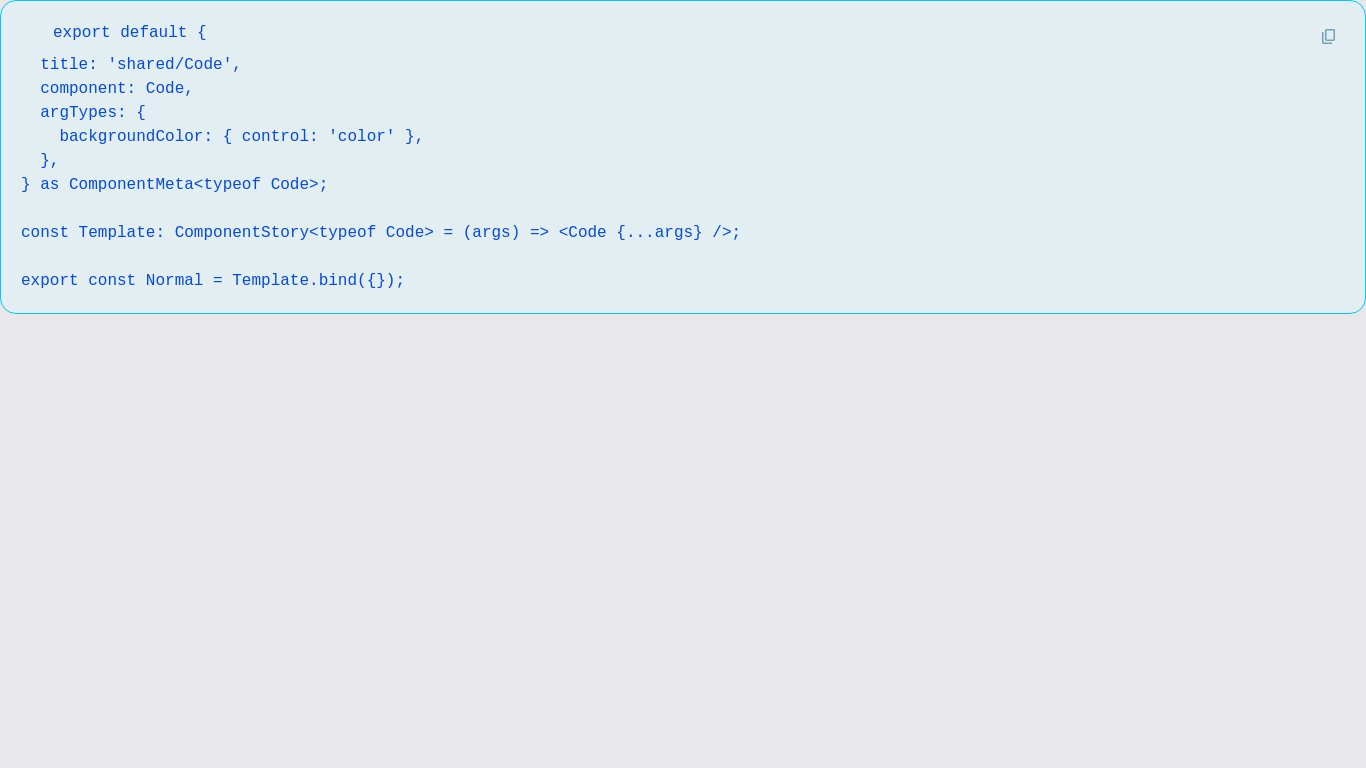 export default {
  title: 'shared/Code',
  component: Code,
  argTypes: {
    backgroundColor: { control: 'color' },
  },
} as ComponentMeta<typeof Code>;

const Template: ComponentStory<typeof Code> = (args) => <Code {...args} />;

export const Normal = Template.bind({});